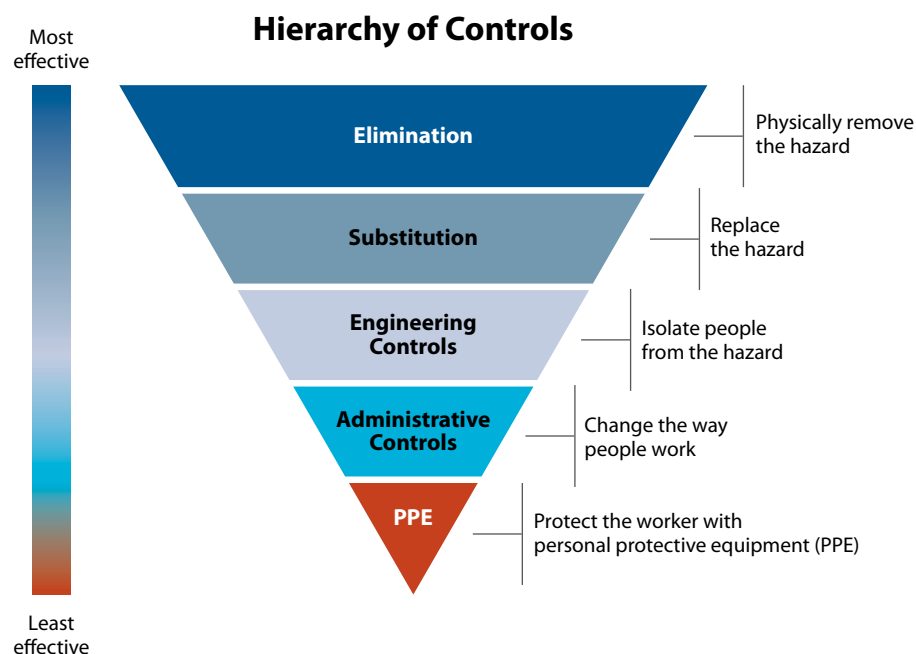 Hierarchy of Controls
Most
effective
Elimination
Physically remove
the hazard
Substitution
Replace
the hazard
Engineering
Controls
Isolate people
from the hazard
Administrative
Controls
Change the way
people work
PPE
Protect the worker with
personal protective equipment (PPE)
Least
effective